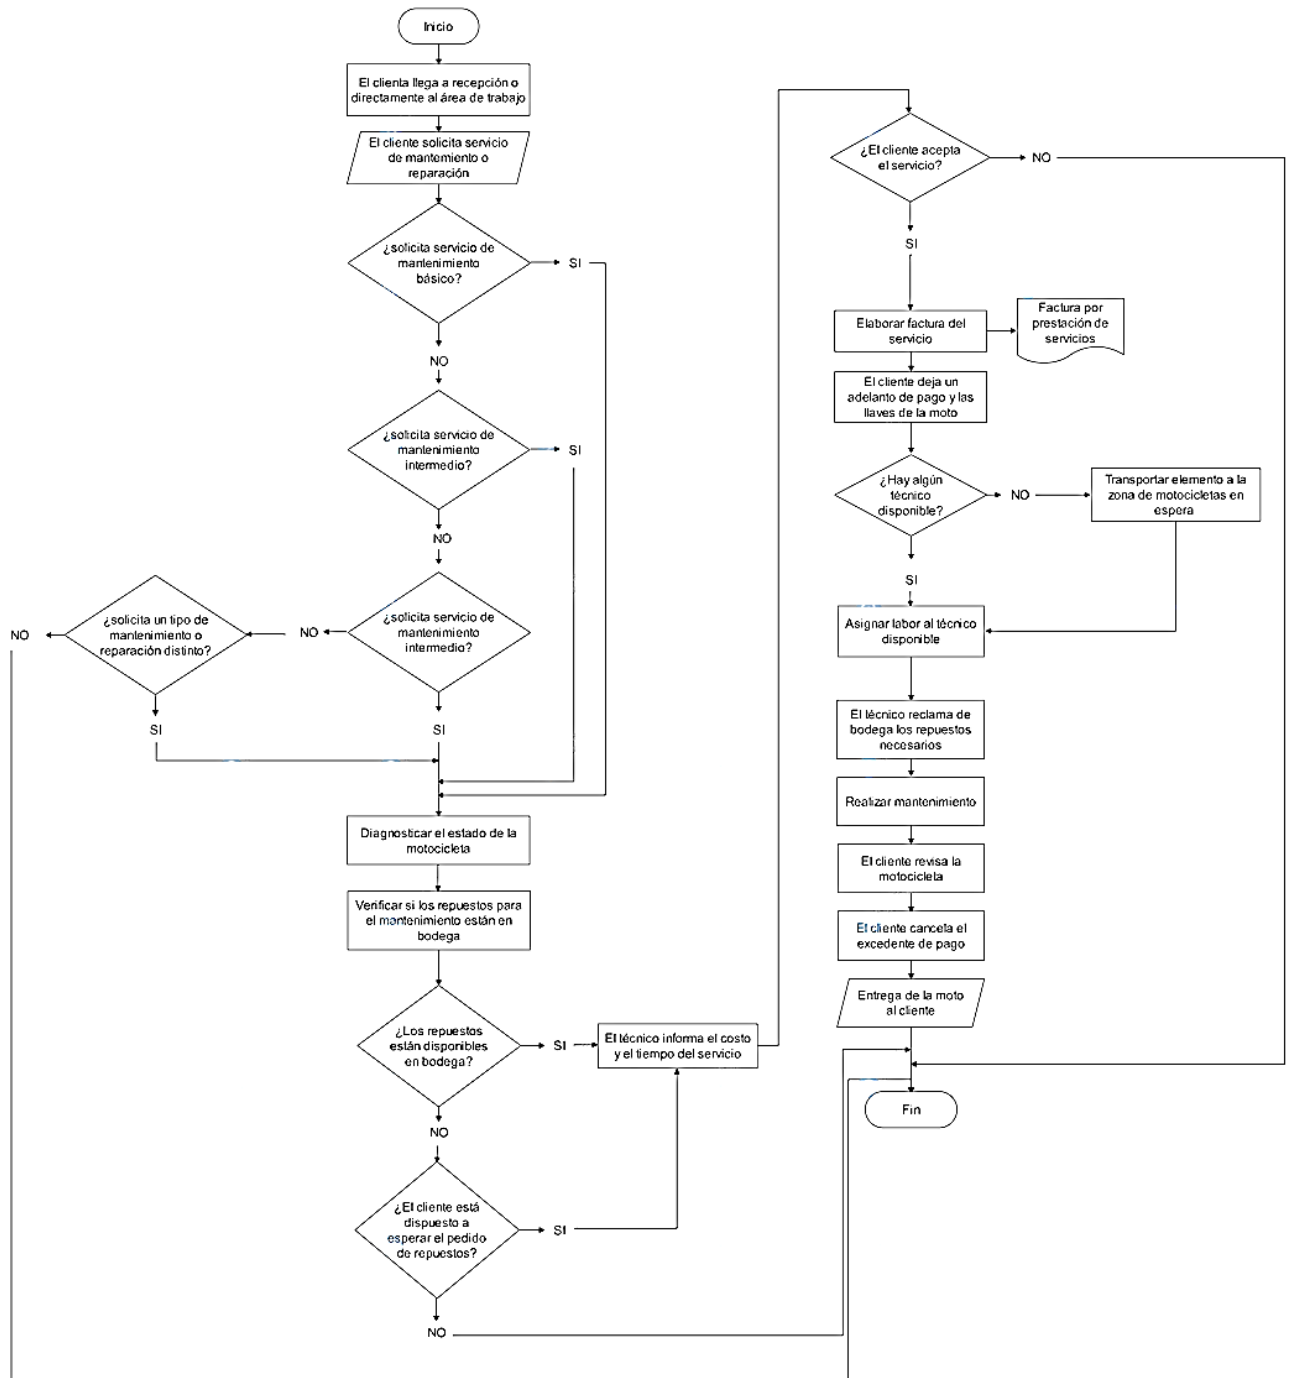 Inicio
El clienta llega a recepción o
directamente al área de trabajo
El cliente solicita servicio
de mantemiento o
reparación
¿solicita servicio de
mantenimiento
básico?
SI
NO
¿solicita servicio de
mantenimiento
intermedio?
SI
NO
¿solicita servicio de
mantenimiento
intermedio?
NO
SI
¿solicita un tipo de
mantenimiento o
reparación distinto?
NO
SI
Diagnosticar el estado de la
motocicleta
Verificar si los repuestos para
el mantenimiento están en
bodega
¿Los repuestos
están disponibles
en bodega?
SI
NO
El técnico informa el costo
y el tiempo del servicio
¿El cliente está
dispuesto a
esperar el pedido
de repuestos?
SI
NO
¿El cliente acepta
el servicio?
NO
SI
Elaborar factura del
servicio
Factura por
prestación de
servicios
El cliente deja un
adelanto de pago y las
llaves de la moto
¿Hay algún
técnico
disponible?
NO
Transportar elemento a la
zona de motocicletas en
espera
SI
Asignar labor al técnico
disponible
El técnico reclama de
bodega los repuestos
necesarios
Realizar mantenimiento
El cliente revisa la
motocicleta
El cliente cancela el
excedente de pago
Entrega de la moto
al cliente
Fin